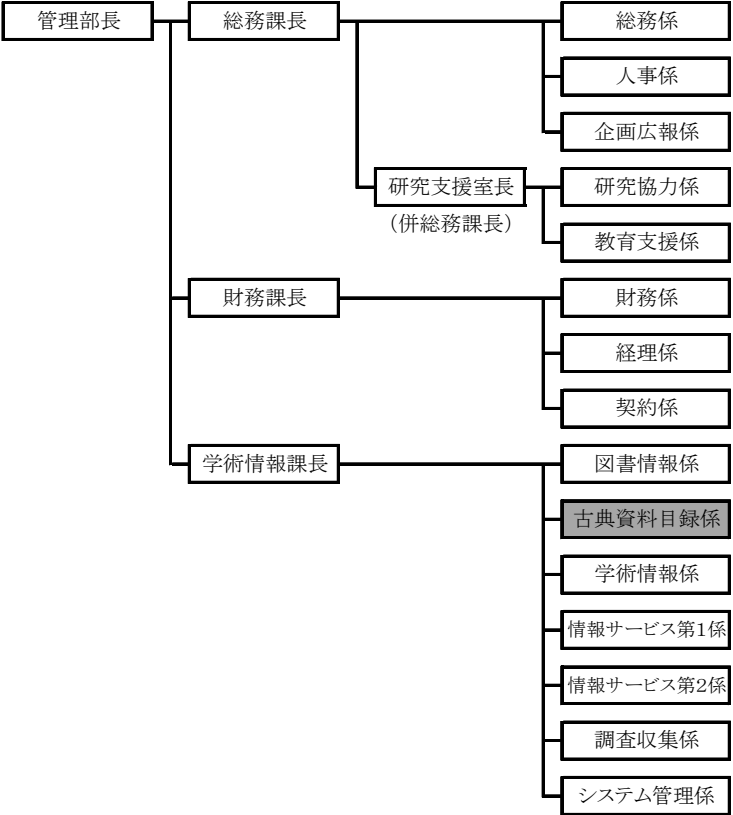 管理部長
総務課長
総務係
人事係
企画広報係
研究支援室長
（併総務課長）
研究協力係
教育支援係
財務課長
財務係
経理係
契約係
学術情報課長
図書情報係
古典資料目録係
学術情報係
情報サービス第1係
情報サービス第2係
調査収集係
システム管理係